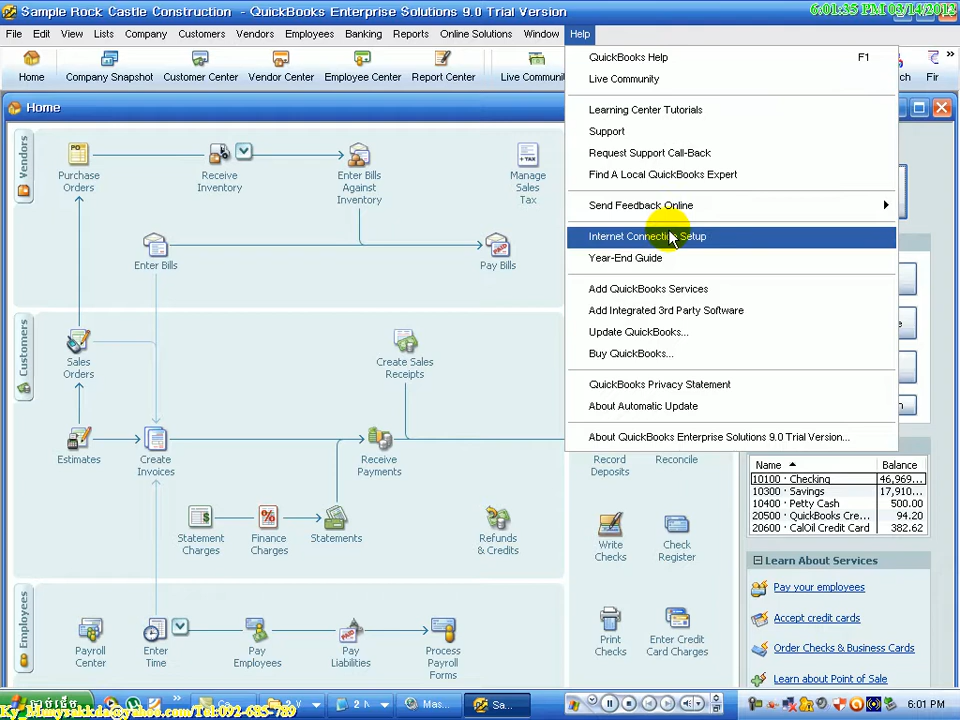 Sample Rock Castle Construction - QuickBooks Enterprise Solutions 9.0 Trial Version
6:01:35 PM 03/14/2012
File Edit View Lists Company Customers Vendors Employees Banking Reports Online Solutions Window Help
Home Company Snapshot Customer Center Vendor Center Employee Center Report Center Live Communi
ch Fir
QuickBooks Help F1
Live Community
Learning Center Tutorials
Support
Request Support Call-Back
Find A Local QuickBooks Expert
Send Feedback Online
Internet Connection Setup
Year-End Guide
Add QuickBooks Services
Add Integrated 3rd Party Software
Update QuickBooks...
Buy QuickBooks...
QuickBooks Privacy Statement
About Automatic Update
About QuickBooks Enterprise Solutions 9.0 Trial Version...
Home
Vendors
PO
Purchase
Orders
Receive
Inventory
Enter Bills
Against
Inventory
+ TAX
Manage
Sales
Tax
Enter Bills
Pay Bills
Customers
Sales
Orders
Create Sales
Receipts
Estimates
Create
Invoices
Receive
Payments
Statement
Charges
Finance
Charges
Statements
Refunds
& Credits
Employees
Payroll
Center
Enter
Time
Pay
Employees
Pay
Liabilities
Process
Payroll
Forms
Record
Deposits
Reconcile
Write
Checks
Check
Register
Print
Checks
Enter Credit
Card Charges
Name Balance
10100 · Checking 46,969...
10300 · Savings 17,910...
10400 · Petty Cash 500.00
20500 · QuickBooks Cre... 94.20
20600 · CalOil Credit Card 382.62
Learn About Services
Pay your employees
Accept credit cards
Order Checks & Business Cards
Learn about Point of Sale
Mas...
Sa...
6:01 PM